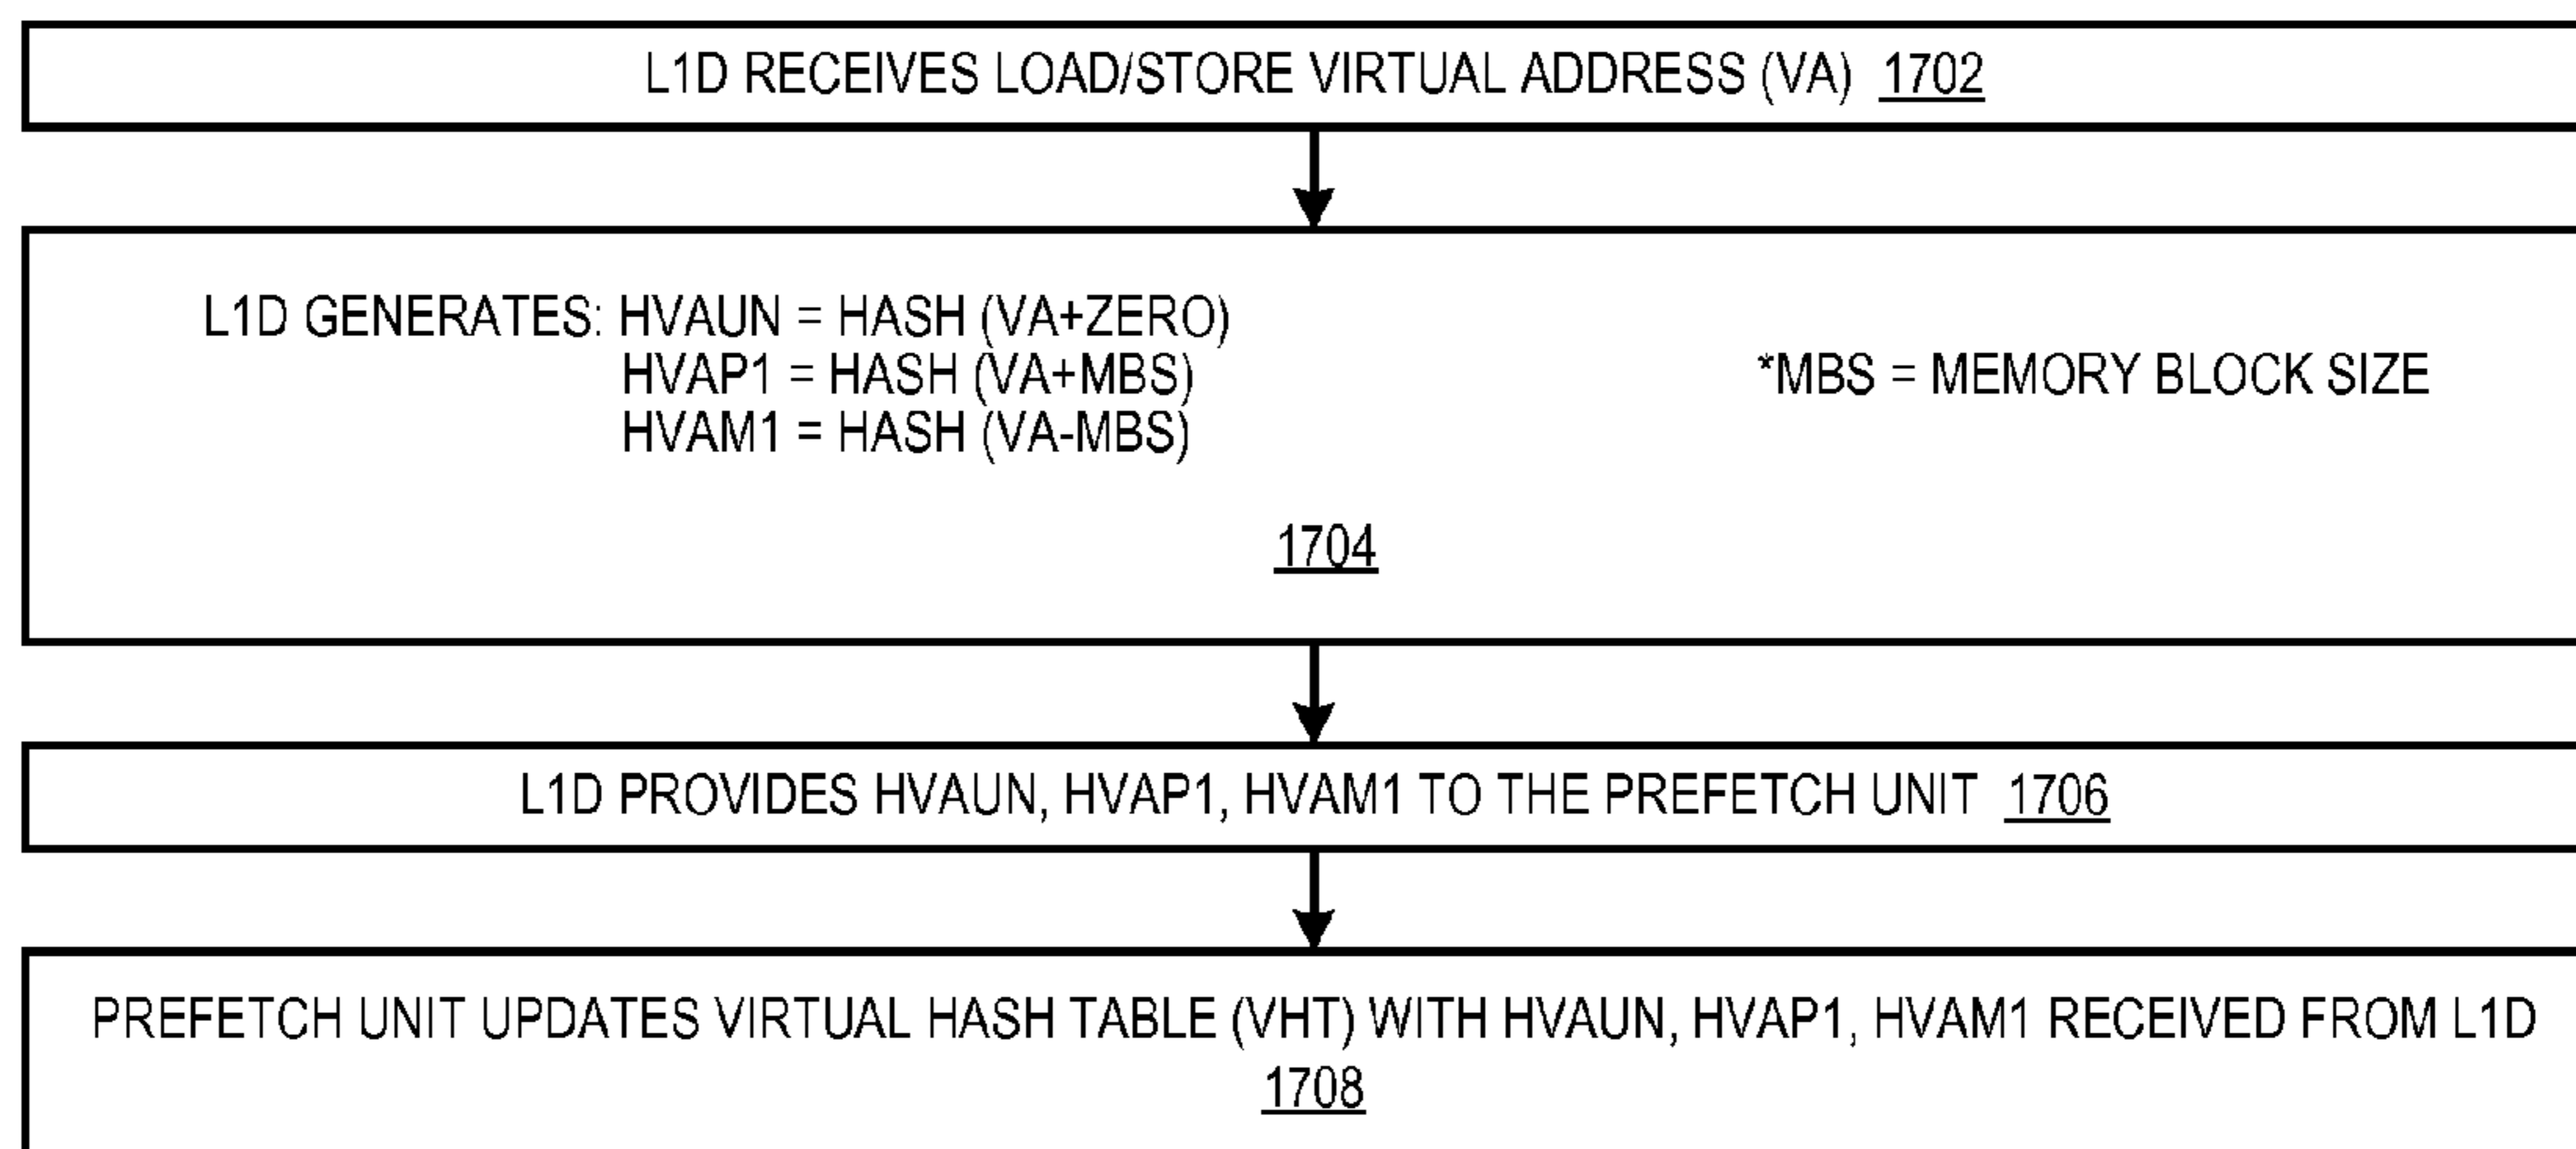 L1D RECEIVES LOAD/STORE VIRTUAL ADDRESS (VA) 1702
L1D GENERATES: HVAUN = HASH (VA+ZERO)
HVAP1 = HASH (VA+MBS)
*MBS = MEMORY BLOCK SIZE
HVAM1 = HASH (VA-MBS)
1704
L1D PROVIDES HVAUN, HVAP1, HVAM1 TO THE PREFETCH UNIT 1706
PREFETCH UNIT UPDATES VIRTUAL HASH TABLE (VHT) WITH HVAUN, HVAP1, HVAM1 RECEIVED FROM L1D
1708